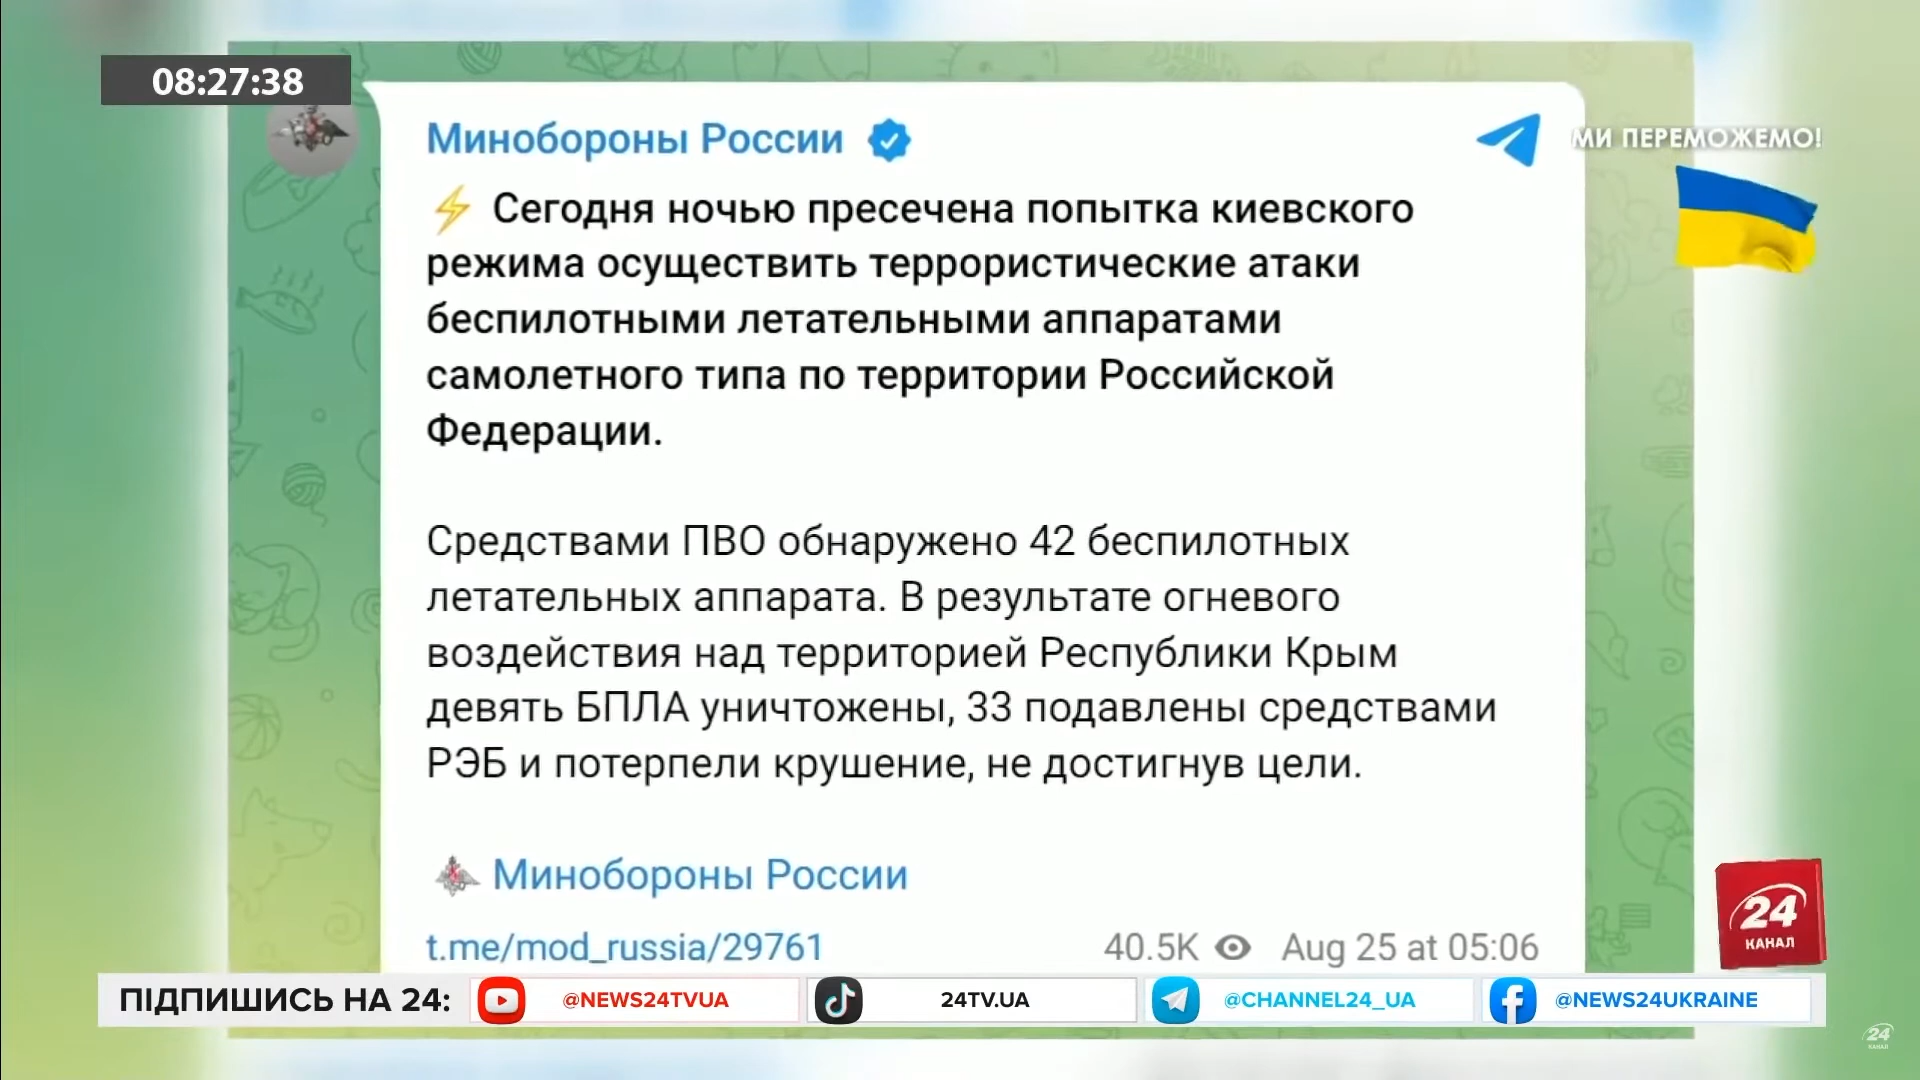 08:27:38
Минобороны России
МИ ПЕРЕМОЖЕМО!
⚡ Сегодня ночью пресечена попытка киевского
режима осуществить террористические атаки
беспилотными летательными аппаратами
самолетного типа по территории Российской
Федерации.
Средствами ПВО обнаружено 42 беспилотных
летательных аппарата. В результате огневого
воздействия над территорией Республики Крым
девять БПЛА уничтожены, 33 подавлены средствами
РЭБ и потерпели крушение, не достигнув цели.
Минобороны России
t.me/mod_russia/29761 40.5K Aug 25 at 05:06
24
КАНАЛ
ПІДПИШИСЬ НА 24: @NEWS24TVUA 24TV.UA @CHANNEL24_UA @NEWS24UKRAINE
24
КАНАЛ